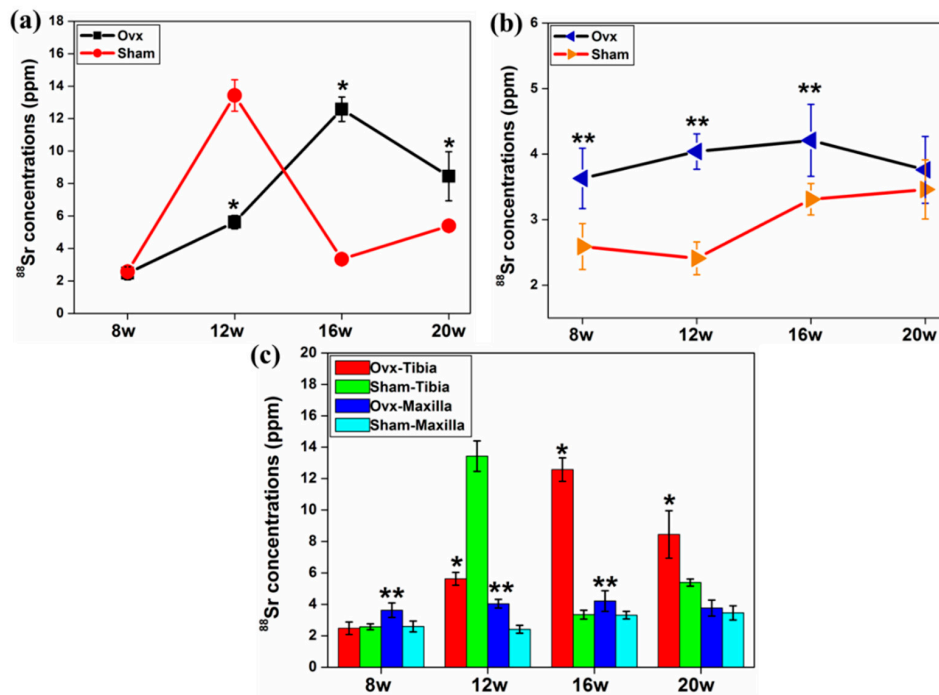 (a)
18
16
14
12
10
8
6
4
2
0
88Sr concentrations (ppm)
Ovx
Sham
*
*
*
8w 12w 16w 20w
(b)
6
5
4
3
2
88Sr concentrations (ppm)
Ovx
Sham
**
**
**
8w 12w 16w 20w
(c)
20
18
16
14
12
10
8
6
4
2
0
88Sr concentrations (ppm)
Ovx-Tibia
Sham-Tibia
Ovx-Maxilla
Sham-Maxilla
**
*
**
*
**
*
8w 12w 16w 20w